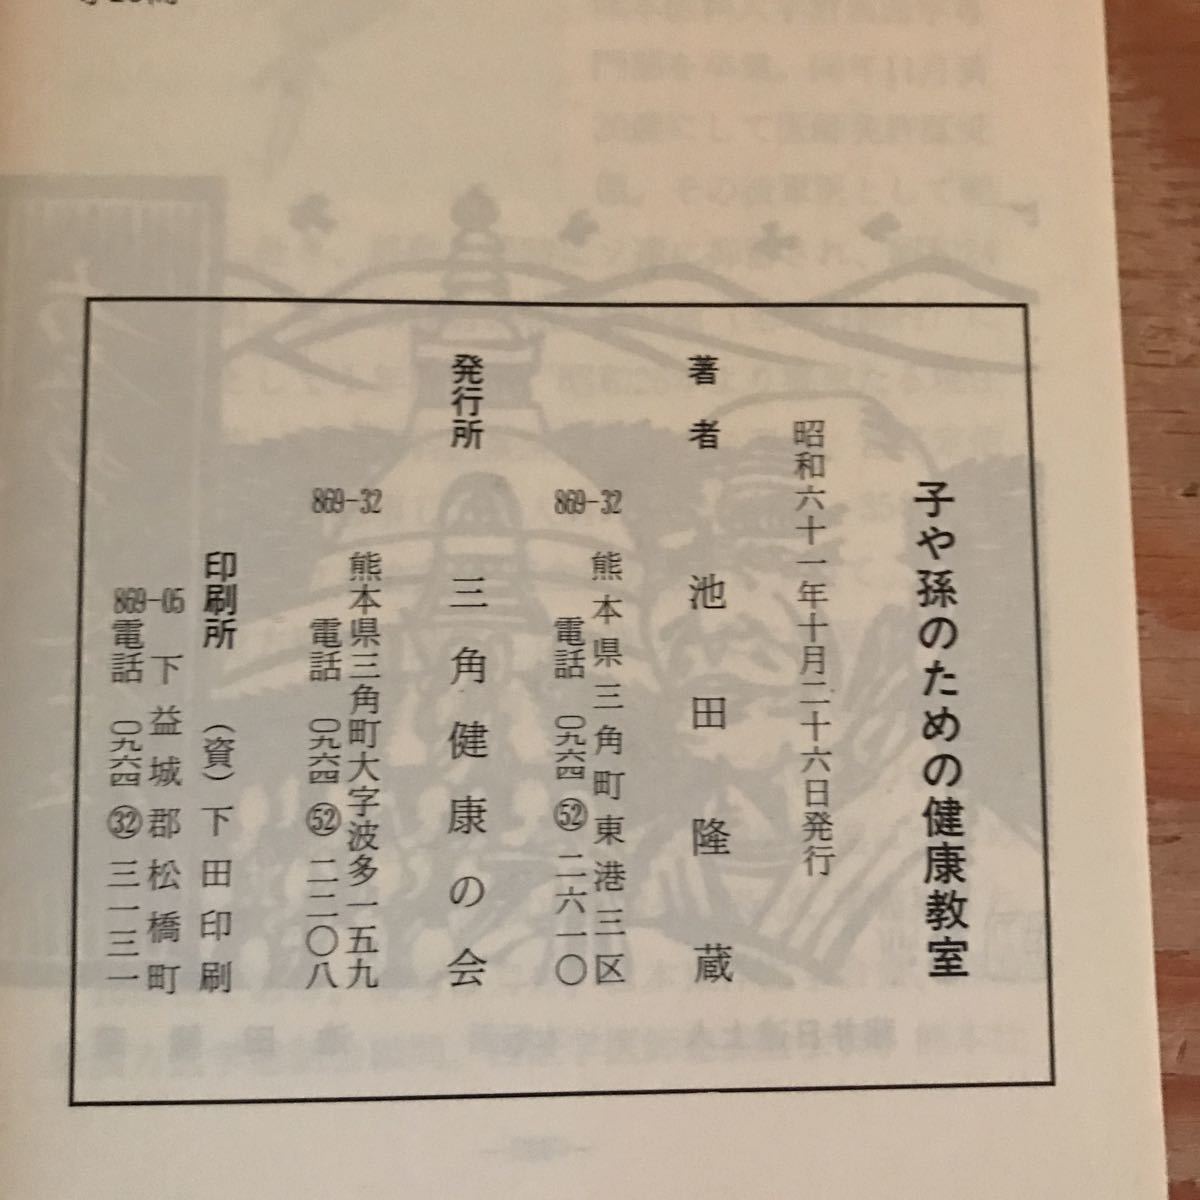 子や孫のための健康教室
昭和六十一年十月二十六日発行
著者 池田隆蔵
869-32 熊本県三角町東港三区
電話 〇九六四 52 二六一〇
発行所 三角健康の会
869-32 熊本県三角町大字波多一五九
電話 〇九六四 52 二二〇八
印刷所 (資)下田印刷
869-05 下益城郡松橋町
電話 〇九六四 32 三一三一